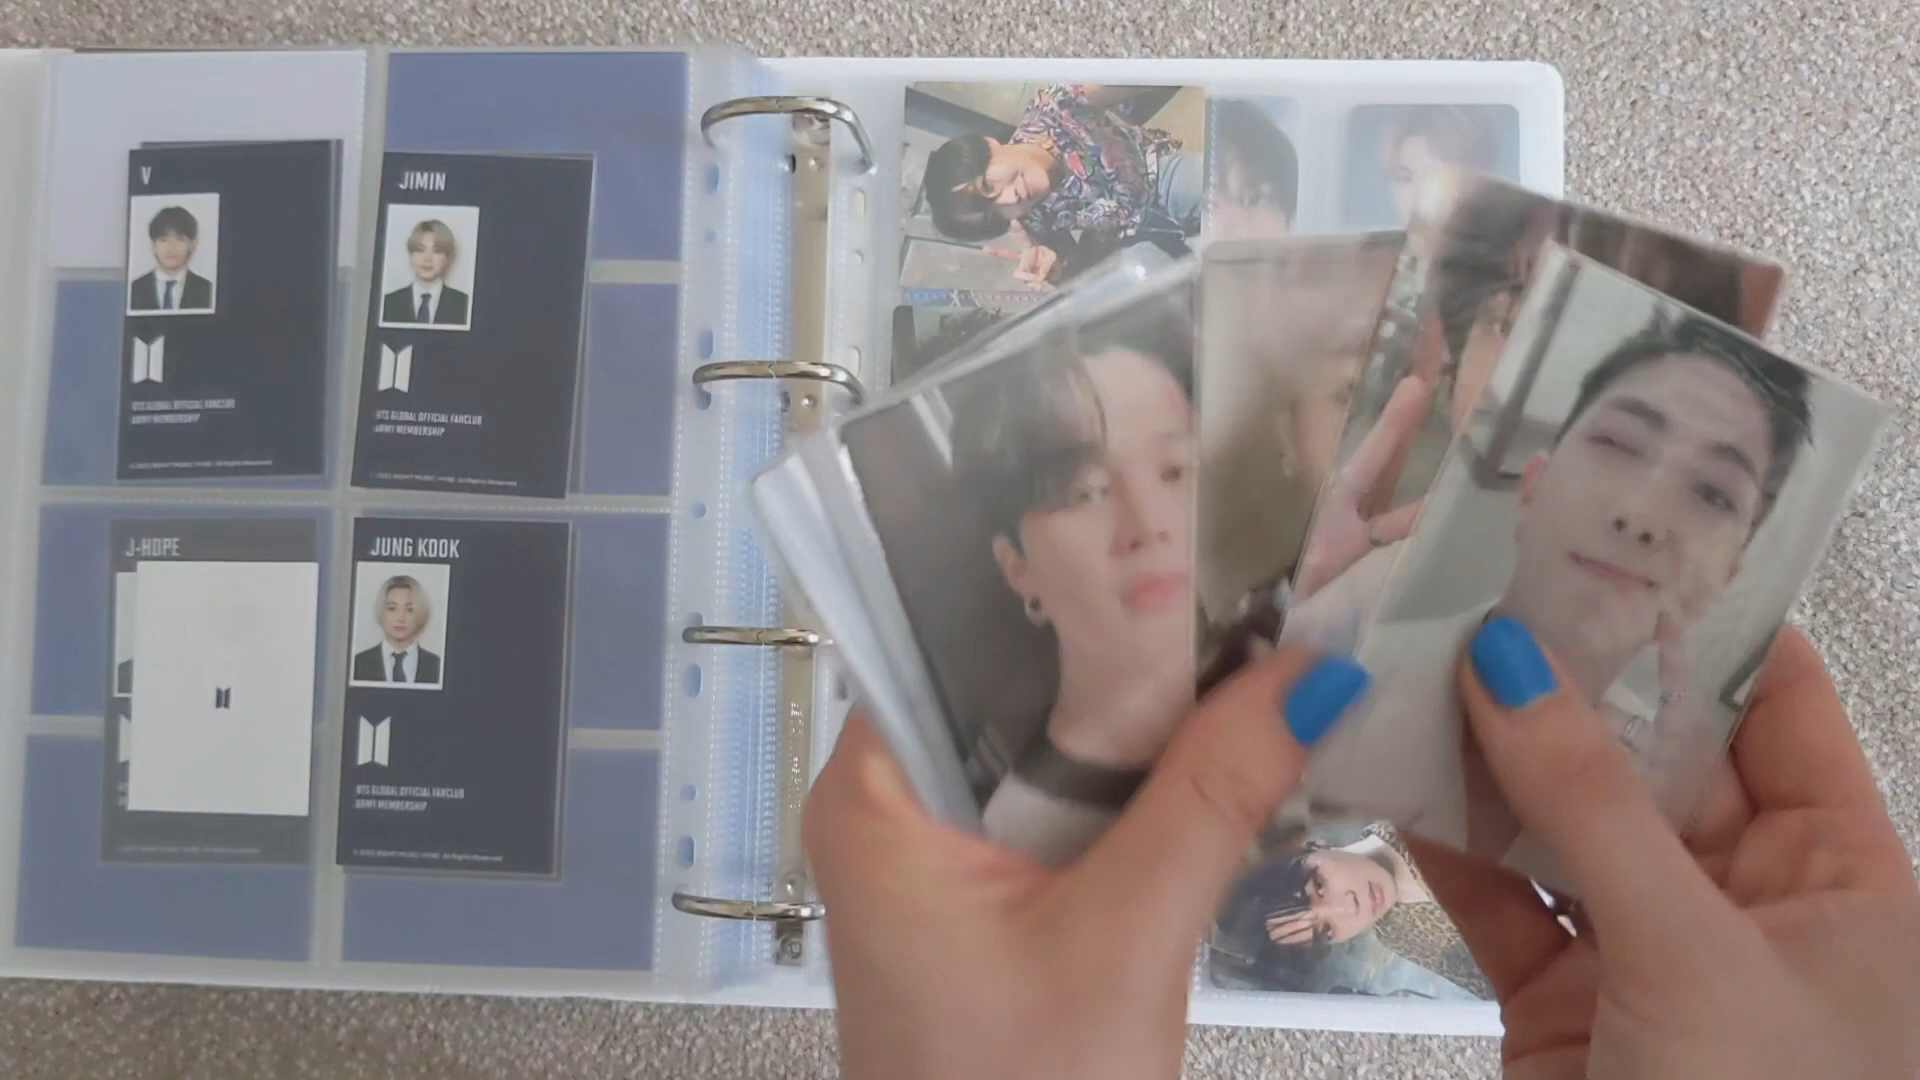 V
BTS GLOBAL OFFICIAL FANCLUB
ARMY MEMBERSHIP
JIMIN
BTS GLOBAL OFFICIAL FANCLUB
ARMY MEMBERSHIP
J-HOPE
JUNG KOOK
BTS GLOBAL OFFICIAL FANCLUB
ARMY MEMBERSHIP